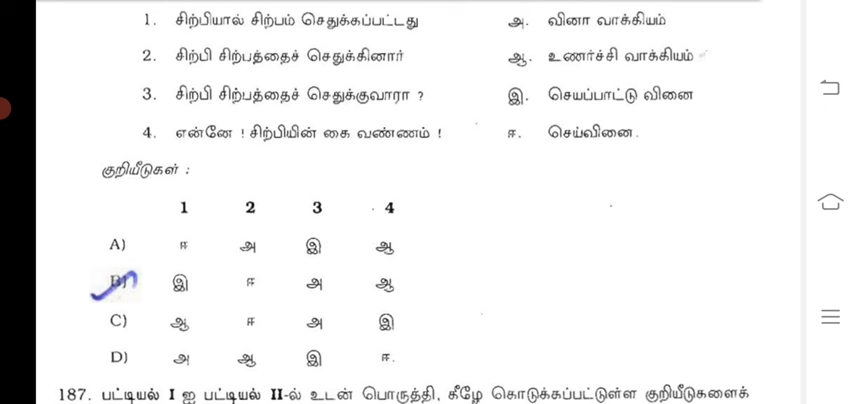 1. சிற்பியால் சிற்பம் செதுக்கப்பட்டது அ. வினா வாக்கியம்
2. சிற்பி சிற்பத்தைச் செதுக்கினார் ஆ. உணர்ச்சி வாக்கியம்
3. சிற்பி சிற்பத்தைச் செதுக்குவாரா ? இ. செயப்பாட்டு வினை
4. என்னே ! சிற்பியின் கை வண்ணம் ! ஈ. செய்வினை.
குறியீடுகள் :
1 2 3 4
A) ஈ அ இ ஆ
B) இ ஈ அ ஆ
C) ஆ ஈ அ இ
D) அ ஆ இ ஈ.
187. பட்டியல் I ஐ பட்டியல் II-ல் உடன் பொருத்தி, கீழே கொடுக்கப்பட்டுள்ள குறியீடுகளைக்